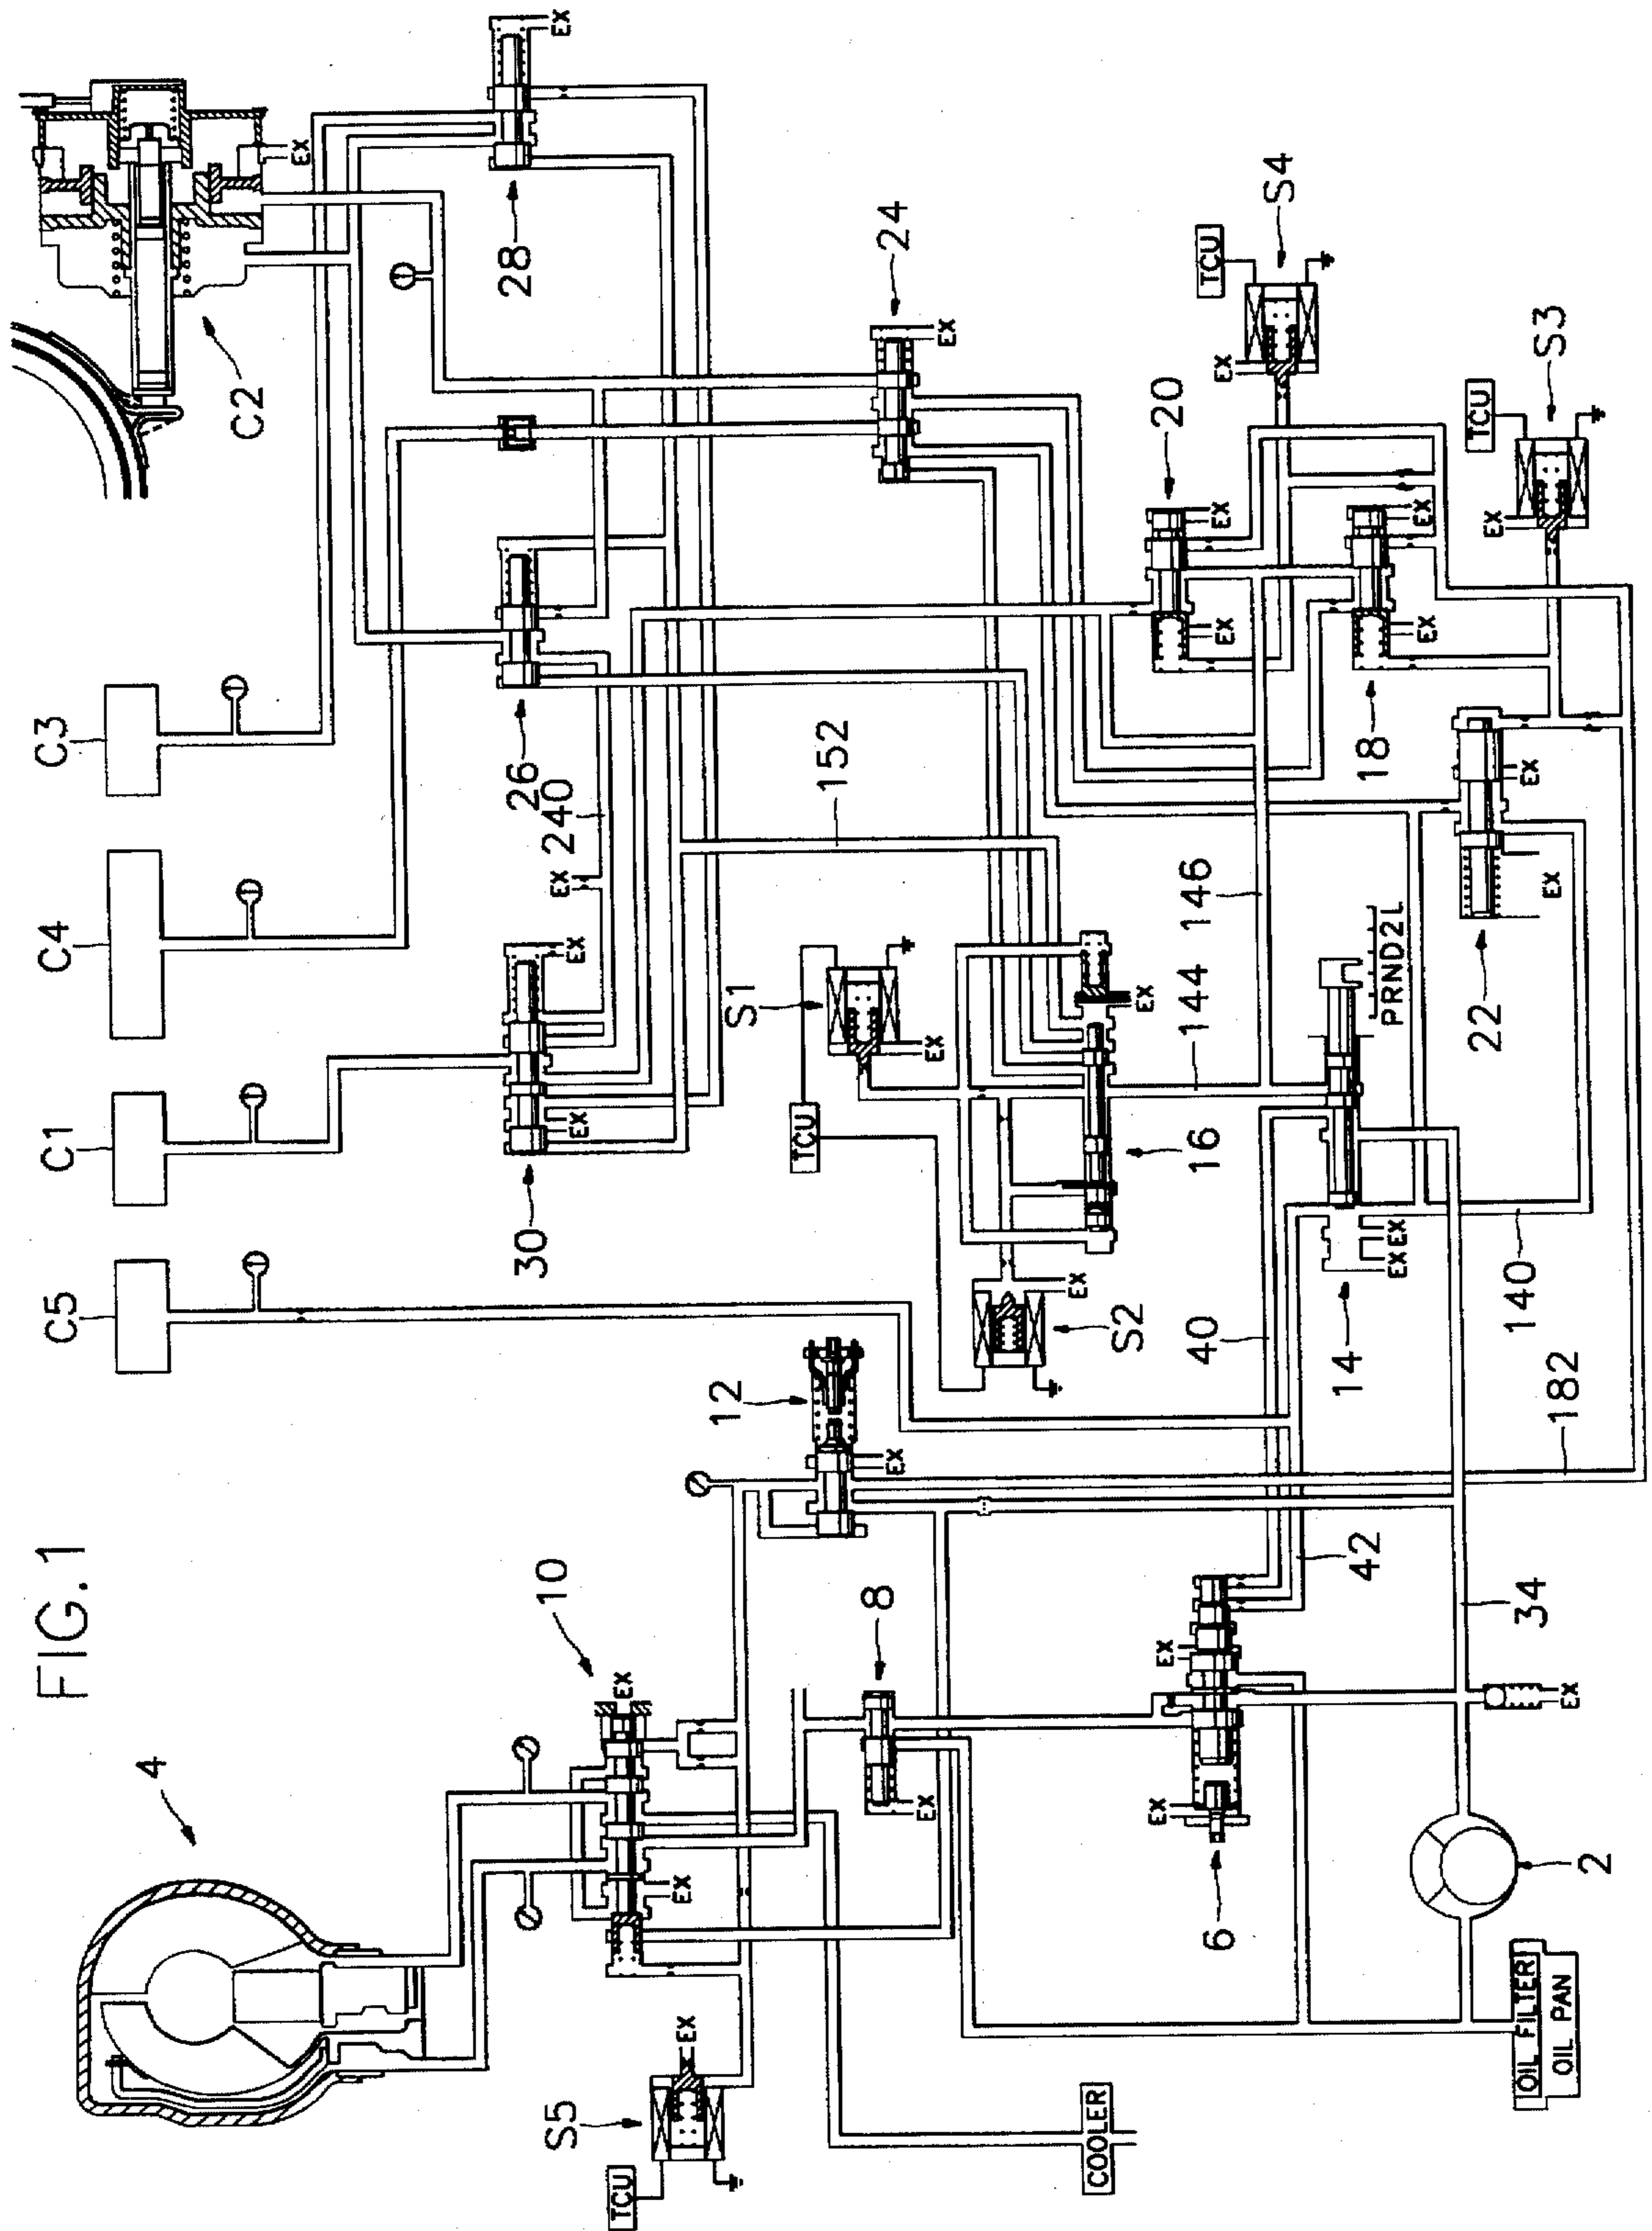 FIG.1
4
S5
TCU
EX
COOLER
10
EX
EX
8
EX
6
EX
EX
2
OIL FILTER
OIL PAN
EX
34
42
182
12
EX
C5
C1
C4
C3
C2
EX
EX
28
30
EX
EX
EX
240
26
152
24
EX
S4
TCU
EX
S3
TCU
EX
20
EX
EX
18
EX
EX
22
EX
EX
146
144
S1
EX
TCU
EX
16
S2
EX
40
14
EX
EX
EX
PRND2L
140